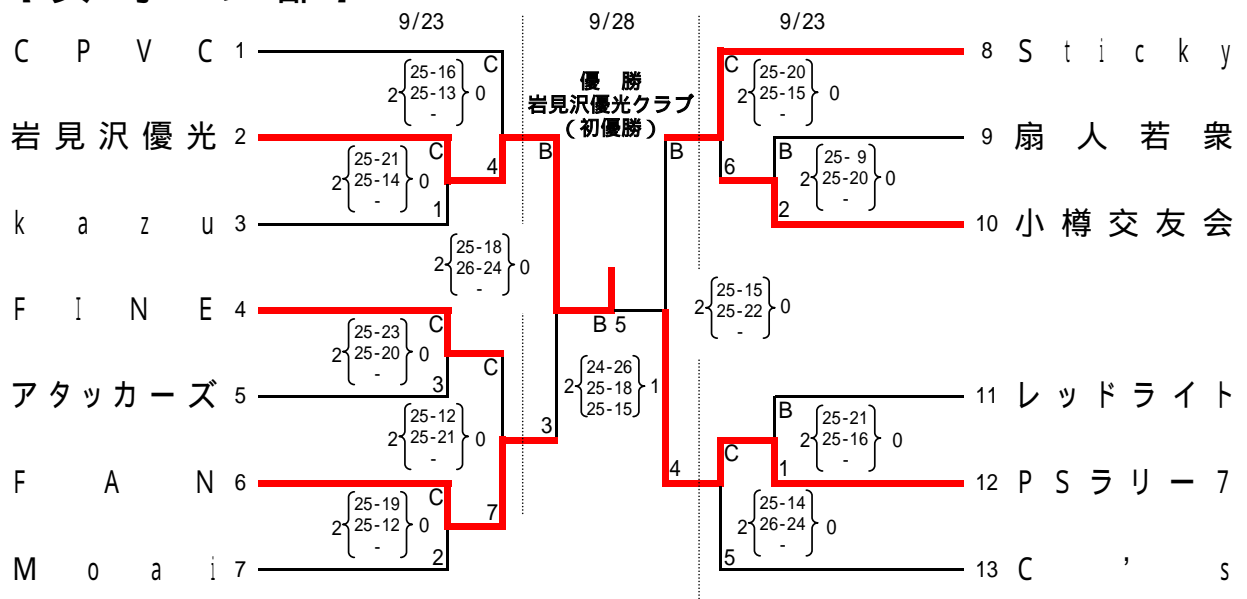 9/23
9/28
9/23
C P V C 1
8 S t i c k y
25-16
25-13
-
2
0
C
優 勝
岩見沢優光クラブ
(初優勝)
C
25-20
25-15
-
2
0
岩見沢優光 2
9 扇人若衆
C
4
B
B
6
B
25-21
25-14
-
2
0
25- 9
25-20
-
2
0
1
2
k a z u 3
10 小樽交友会
25-18
26-24
-
2
0
25-15
25-22
-
2
0
F I N E 4
C
B 5
25-23
25-20
-
2
0
C
24-26
25-18
25-15
2
1
アタッカーズ 5
3
11 レッドライト
25-12
25-21
-
2
0
3
B
25-21
25-16
-
2
0
C
4
1
F A N 6
12 PSラリー7
C
7
25-19
25-12
-
2
0
25-14
26-24
-
2
0
2
5
M o a i 7
13 C ' s